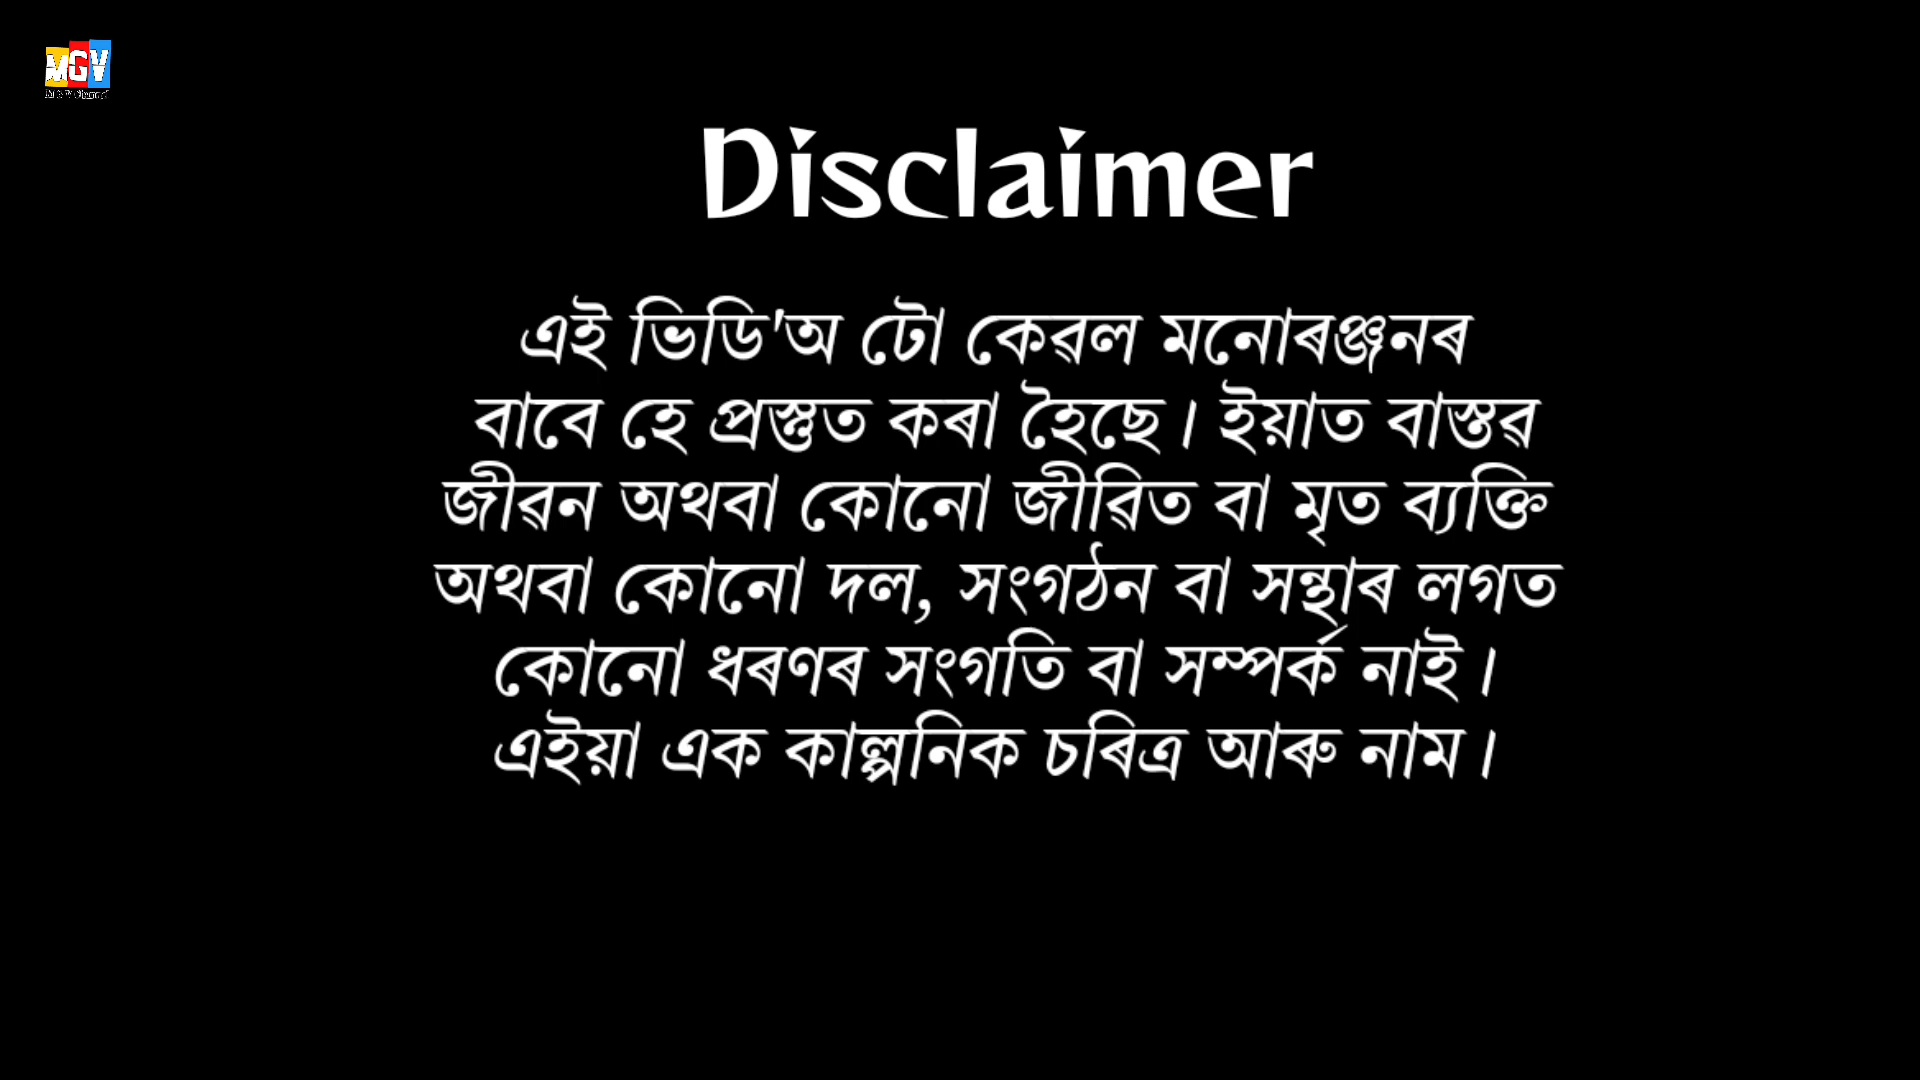 MGV
Disclaimer
এই ভিডি'অ টো কেৱল মনোৰঞ্জনৰ
বাবে হে প্ৰস্তুত কৰা হৈছে। ইয়াত বাস্তৱ
জীৱন অথবা কোনো জীৱিত বা মৃত ব্যক্তি
অথবা কোনো দল, সংগঠন বা সন্থাৰ লগত
কোনো ধৰণৰ সংগতি বা সম্পৰ্ক নাই।
এইয়া এক কাল্পনিক চৰিত্ৰ আৰু নাম।